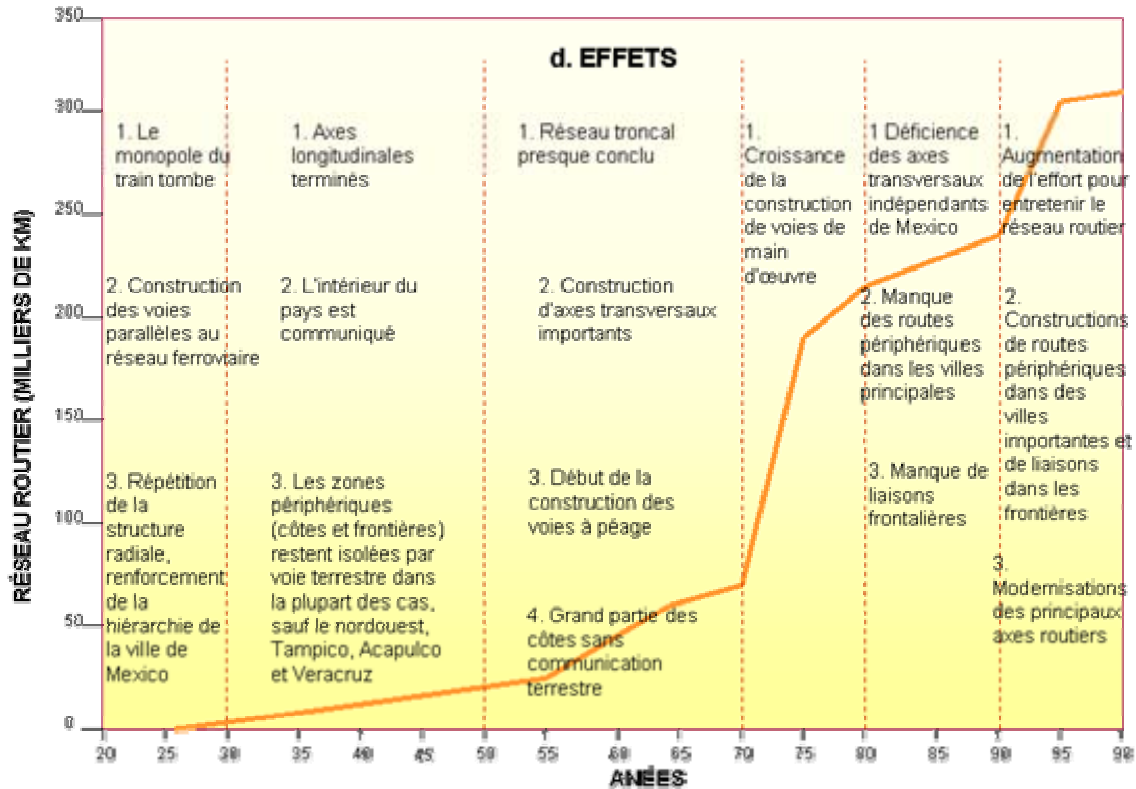 d. EFFETS
350
300
250
200
150
100
50
0
RÉSEAU ROUTIER (MILLIERS DE KM)
1. Le
monopole du
train tombe
2. Construction
des voies
parallèles au
réseau ferroviaire
3. Répétition
de la
structure
radiale,
renforcement
de la
hiérarchie de
la ville de
Mexico
1. Axes
longitudinales
terminés
2. L'intérieur du
pays est
communiqué
3. Les zones
périphériques
(côtes et frontières)
restent isolées par
voie terrestre dans
la plupart des cas,
sauf le nordouest,
Tampico, Acapulco
et Veracruz
1. Réseau troncal
presque conclu
2. Construction
d'axes transversaux
importants
3. Début de la
construction des
voies à péage
4. Grand partie des
côtes sans
communication
terrestre
1.
Croissance
de la
construction
de voies de
main
d'œuvre
1 Déficience
des axes
transversaux
indépendants
de Mexico
2. Manque
des routes
périphériques
dans les villes
principales
3. Manque de
liaisons
frontalières
1.
Augmentation
de l'effort pour
entretenir le
réseau routier
2.
Constructions
de routes
périphériques
dans des
villes
importantes et
de liaisons
dans les
frontières
3.
Modernisations
des principaux
axes routiers
20 25 30 35 40 45 50 55 60 65 70 75 80 85 90 95 98
ANÉES